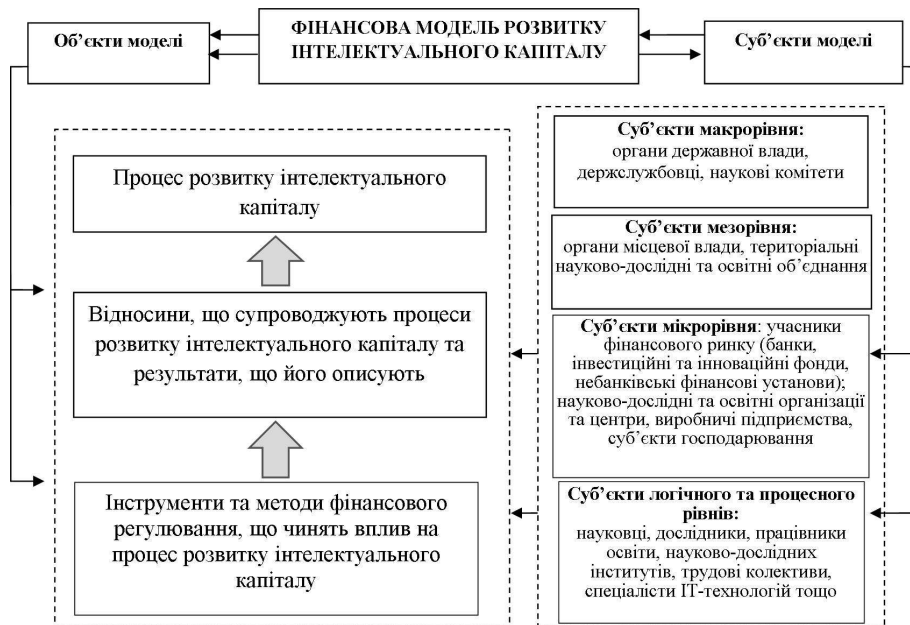 Об’єкти моделі
ФІНАНСОВА МОДЕЛЬ РОЗВИТКУ
ІНТЕЛЕКТУАЛЬНОГО КАПІТАЛУ
Суб’єкти моделі
Процес розвитку інтелектуального
капіталу
Відносини, що супроводжують процеси
розвитку інтелектуального капіталу та
результати, що його описують
Інструменти та методи фінансового
регулювання, що чинять вплив на
процес розвитку інтелектуального
капіталу
Суб’єкти макрорівня:
органи державної влади,
держслужбовці, наукові комітети
Суб’єкти мезорівня:
органи місцевої влади, територіальні
науково-дослідні та освітні об’єднання
Суб’єкти мікрорівня: учасники
фінансового ринку (банки,
інвестиційні та інноваційні фонди,
небанківські фінансові установи);
науково-дослідні та освітні організації
та центри, виробничі підприємства,
суб’єкти господарювання
Суб’єкти логічного та процесного
рівнів:
науковці, дослідники, працівники
освіти, науково-дослідних
інститутів, трудові колективи,
спеціалісти ІТ-технологій тощо